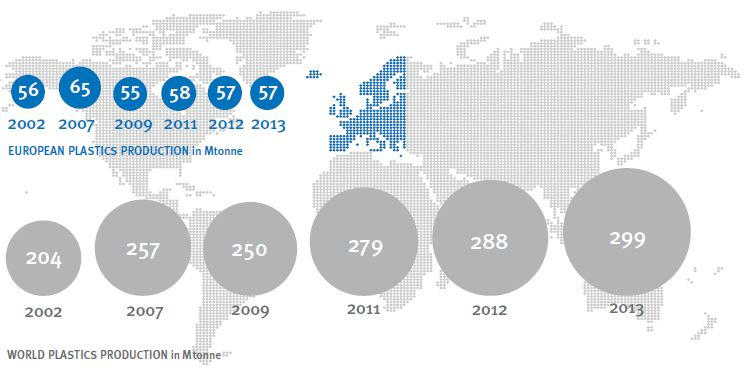 56 65 55 58 57 57
2002 2007 2009 2011 2012 2013
EUROPEAN PLASTICS PRODUCTION in Mtonne
204 257 250 279 288 299
2002 2007 2009 2011 2012 2013
WORLD PLASTICS PRODUCTION in Mtonne